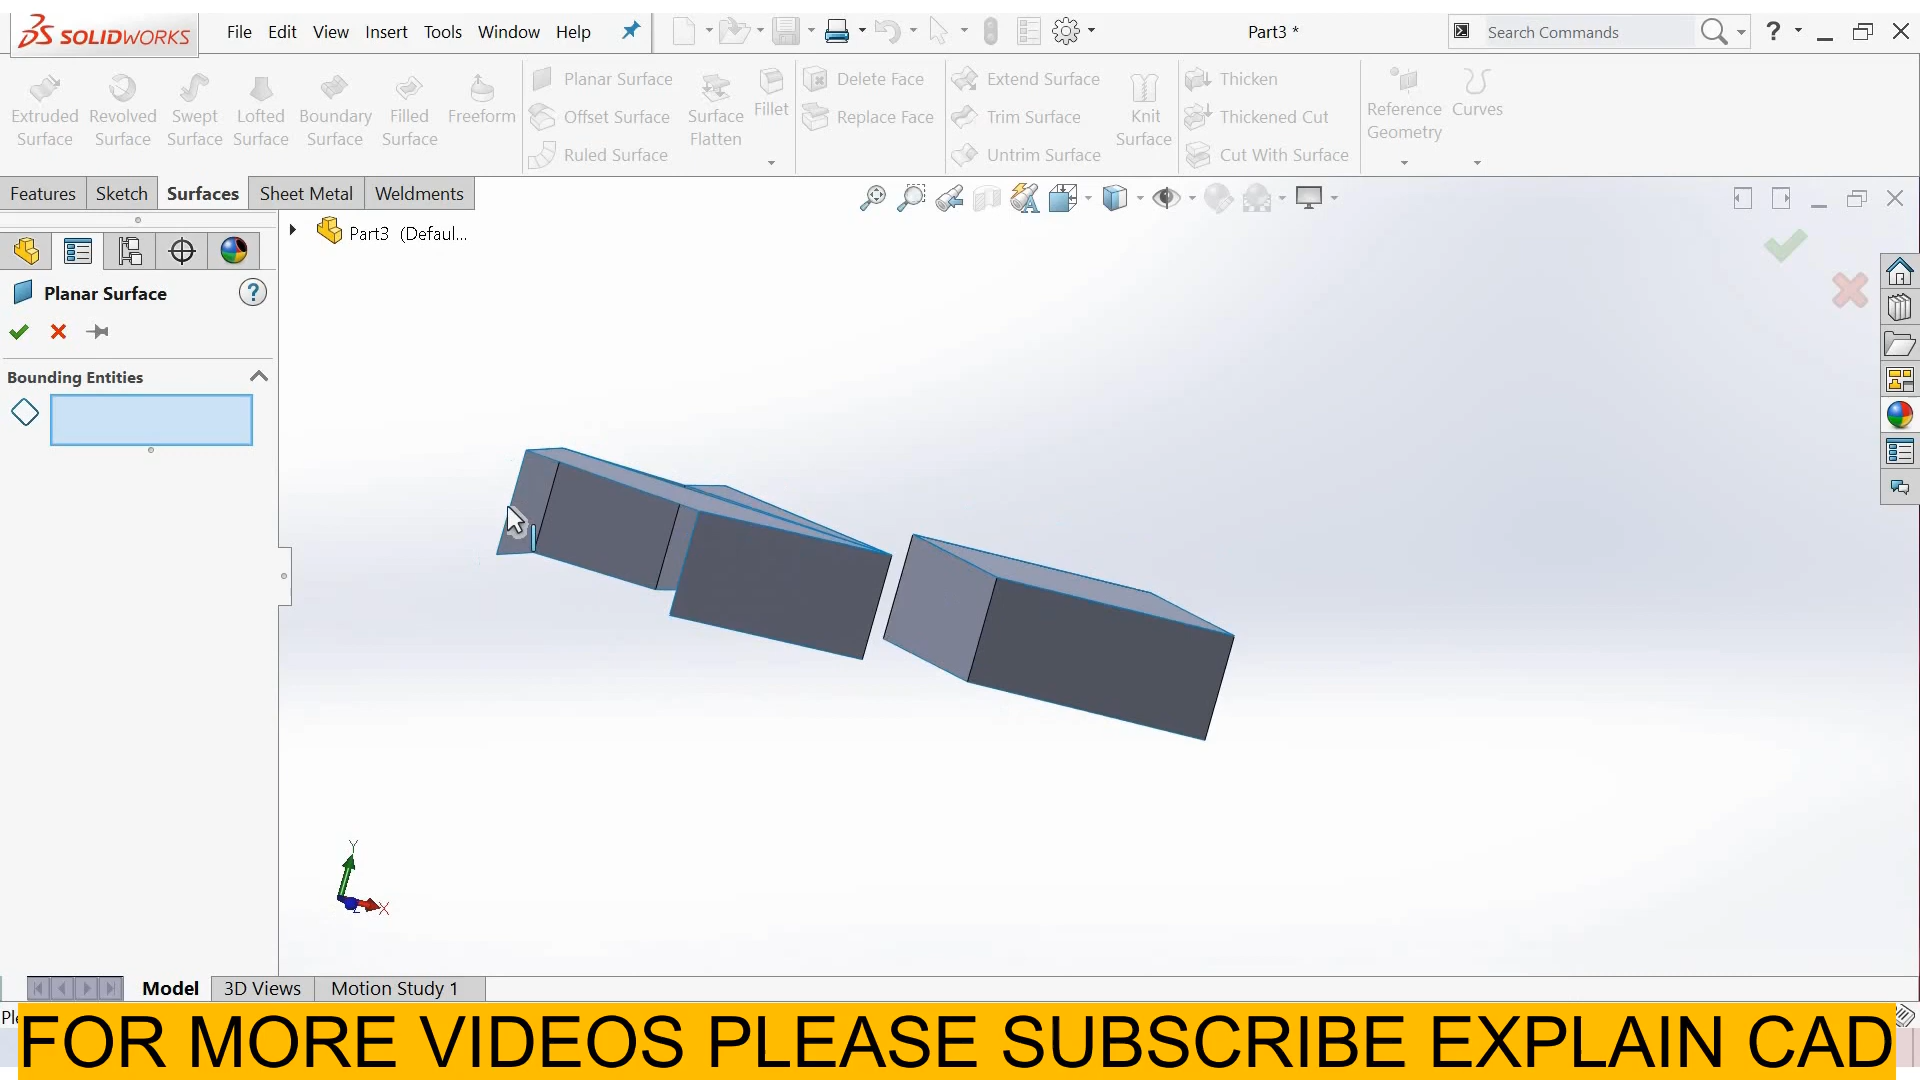 SOLIDWORKS
File Edit View Insert Tools Window Help
Part3 *
Search Commands
?
Extruded Surface
Revolved Surface
Swept Surface
Lofted Surface
Boundary Surface
Filled Surface
Freeform
Planar Surface
Offset Surface
Ruled Surface
Surface Flatten
Fillet
Delete Face
Replace Face
Extend Surface
Trim Surface
Untrim Surface
Knit Surface
Thicken
Thickened Cut
Cut With Surface
Reference Geometry
Curves
Features Sketch Surfaces Sheet Metal Weldments
Part3 (Defaul...
Planar Surface
?
Bounding Entities
Y
X
Z
Model 3D Views Motion Study 1
FOR MORE VIDEOS PLEASE SUBSCRIBE EXPLAIN CAD